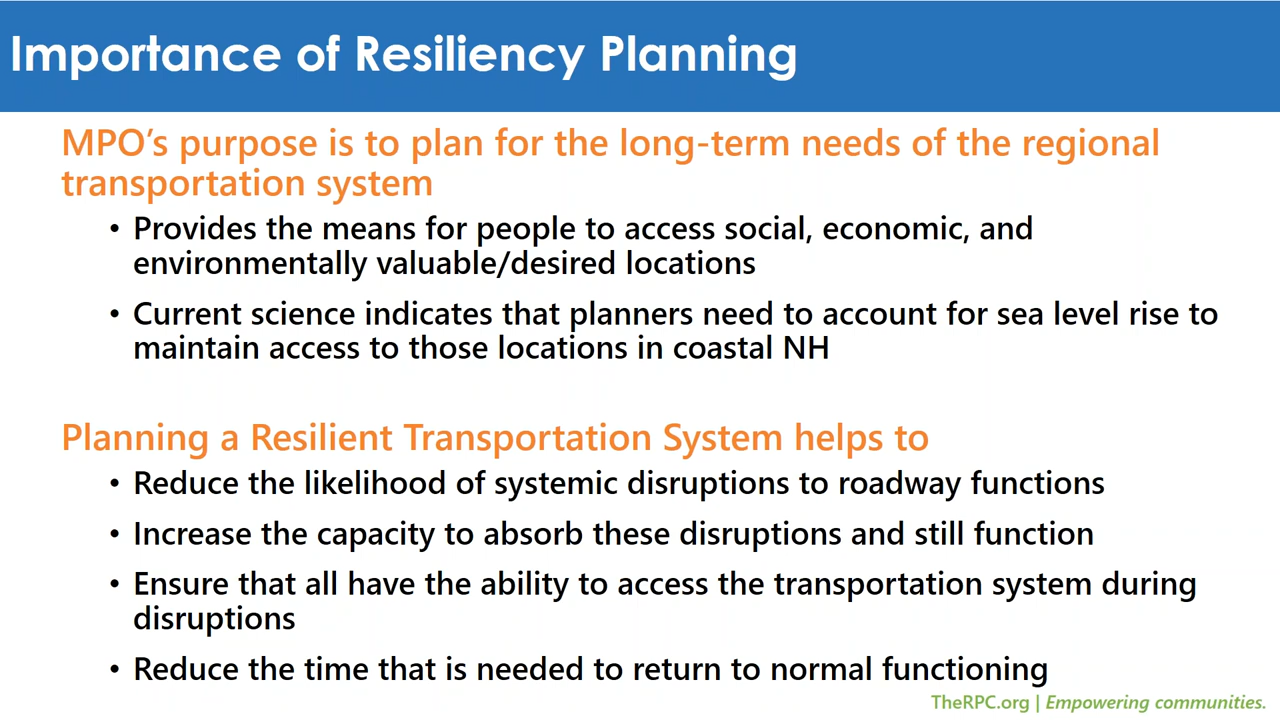 Importance of Resiliency Planning
MPO’s purpose is to plan for the long-term needs of the regional
transportation system
• Provides the means for people to access social, economic, and
environmentally valuable/desired locations
• Current science indicates that planners need to account for sea level rise to
maintain access to those locations in coastal NH
Planning a Resilient Transportation System helps to
• Reduce the likelihood of systemic disruptions to roadway functions
• Increase the capacity to absorb these disruptions and still function
• Ensure that all have the ability to access the transportation system during
disruptions
• Reduce the time that is needed to return to normal functioning
TheRPC.org | Empowering communities.